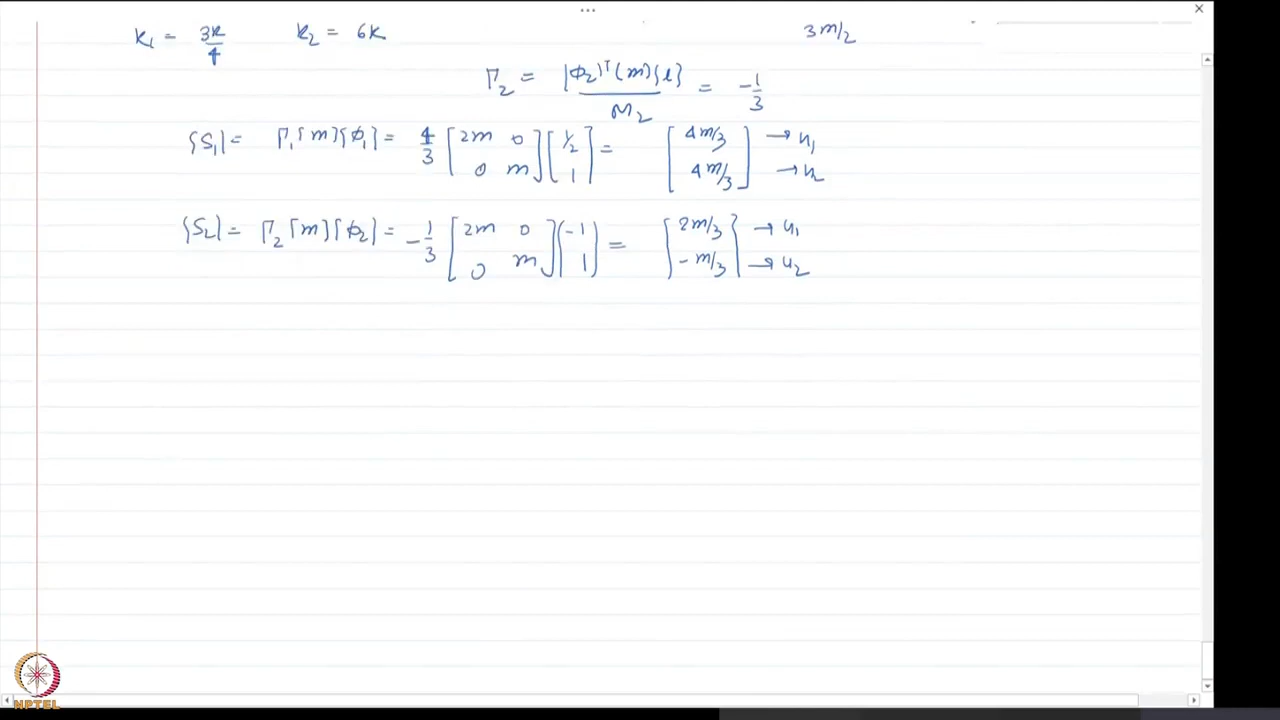 K₁ = 3k/4 k₂ = 6k 3m/2
Γ₂ = {φ₂}ᵀ[m]{l} / M₂ = -1/3
{S₁} = Γ₁[m]{φ₁} = 4/3 [2m 0; 0 m] [1/2; 1] = [4m/3; 4m/3] → u₁ → u₂
{S₂} = Γ₂[m]{φ₂} = -1/3 [2m 0; 0 m] {-1; 1} = {2m/3; -m/3} → u₁ → u₂
NPTEL